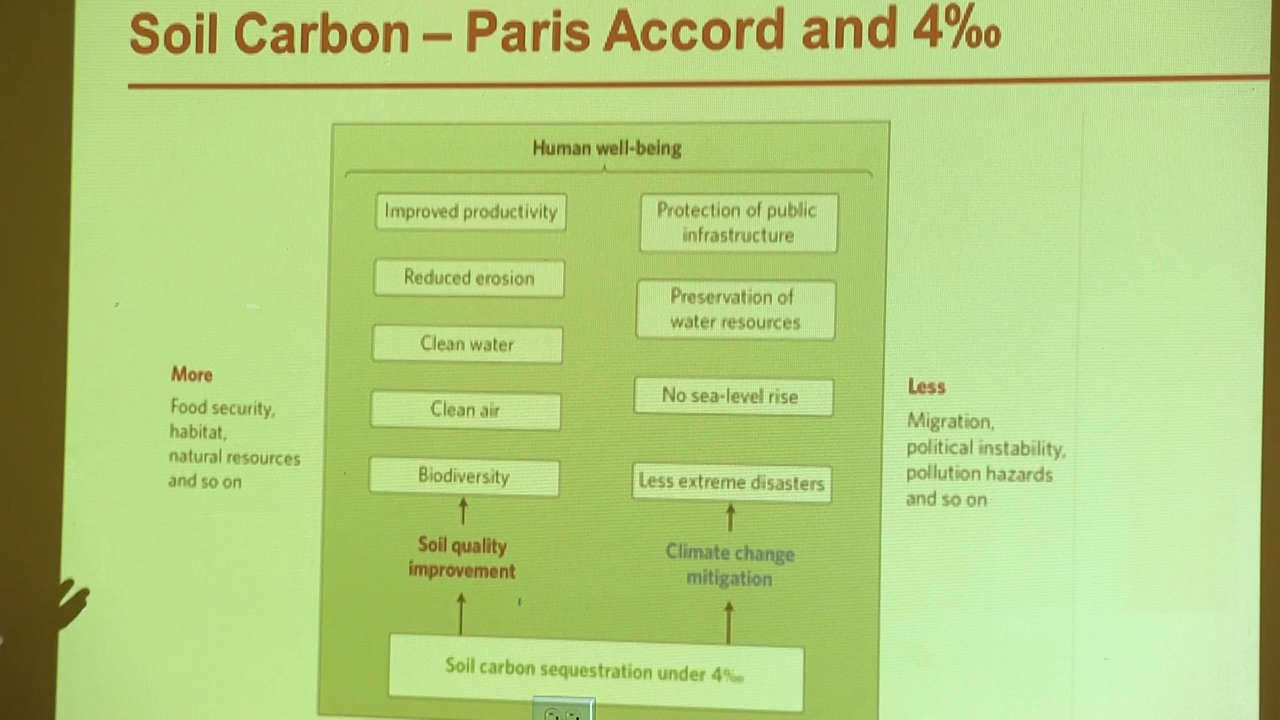 Soil Carbon – Paris Accord and 4‰
Human well-being
Improved productivity
Reduced erosion
Clean water
Clean air
Biodiversity
Soil quality
improvement
Protection of public
infrastructure
Preservation of
water resources
No sea-level rise
Less extreme disasters
Climate change
mitigation
Soil carbon sequestration under 4‰
More
Food security,
habitat,
natural resources
and so on
Less
Migration,
political instability,
pollution hazards
and so on